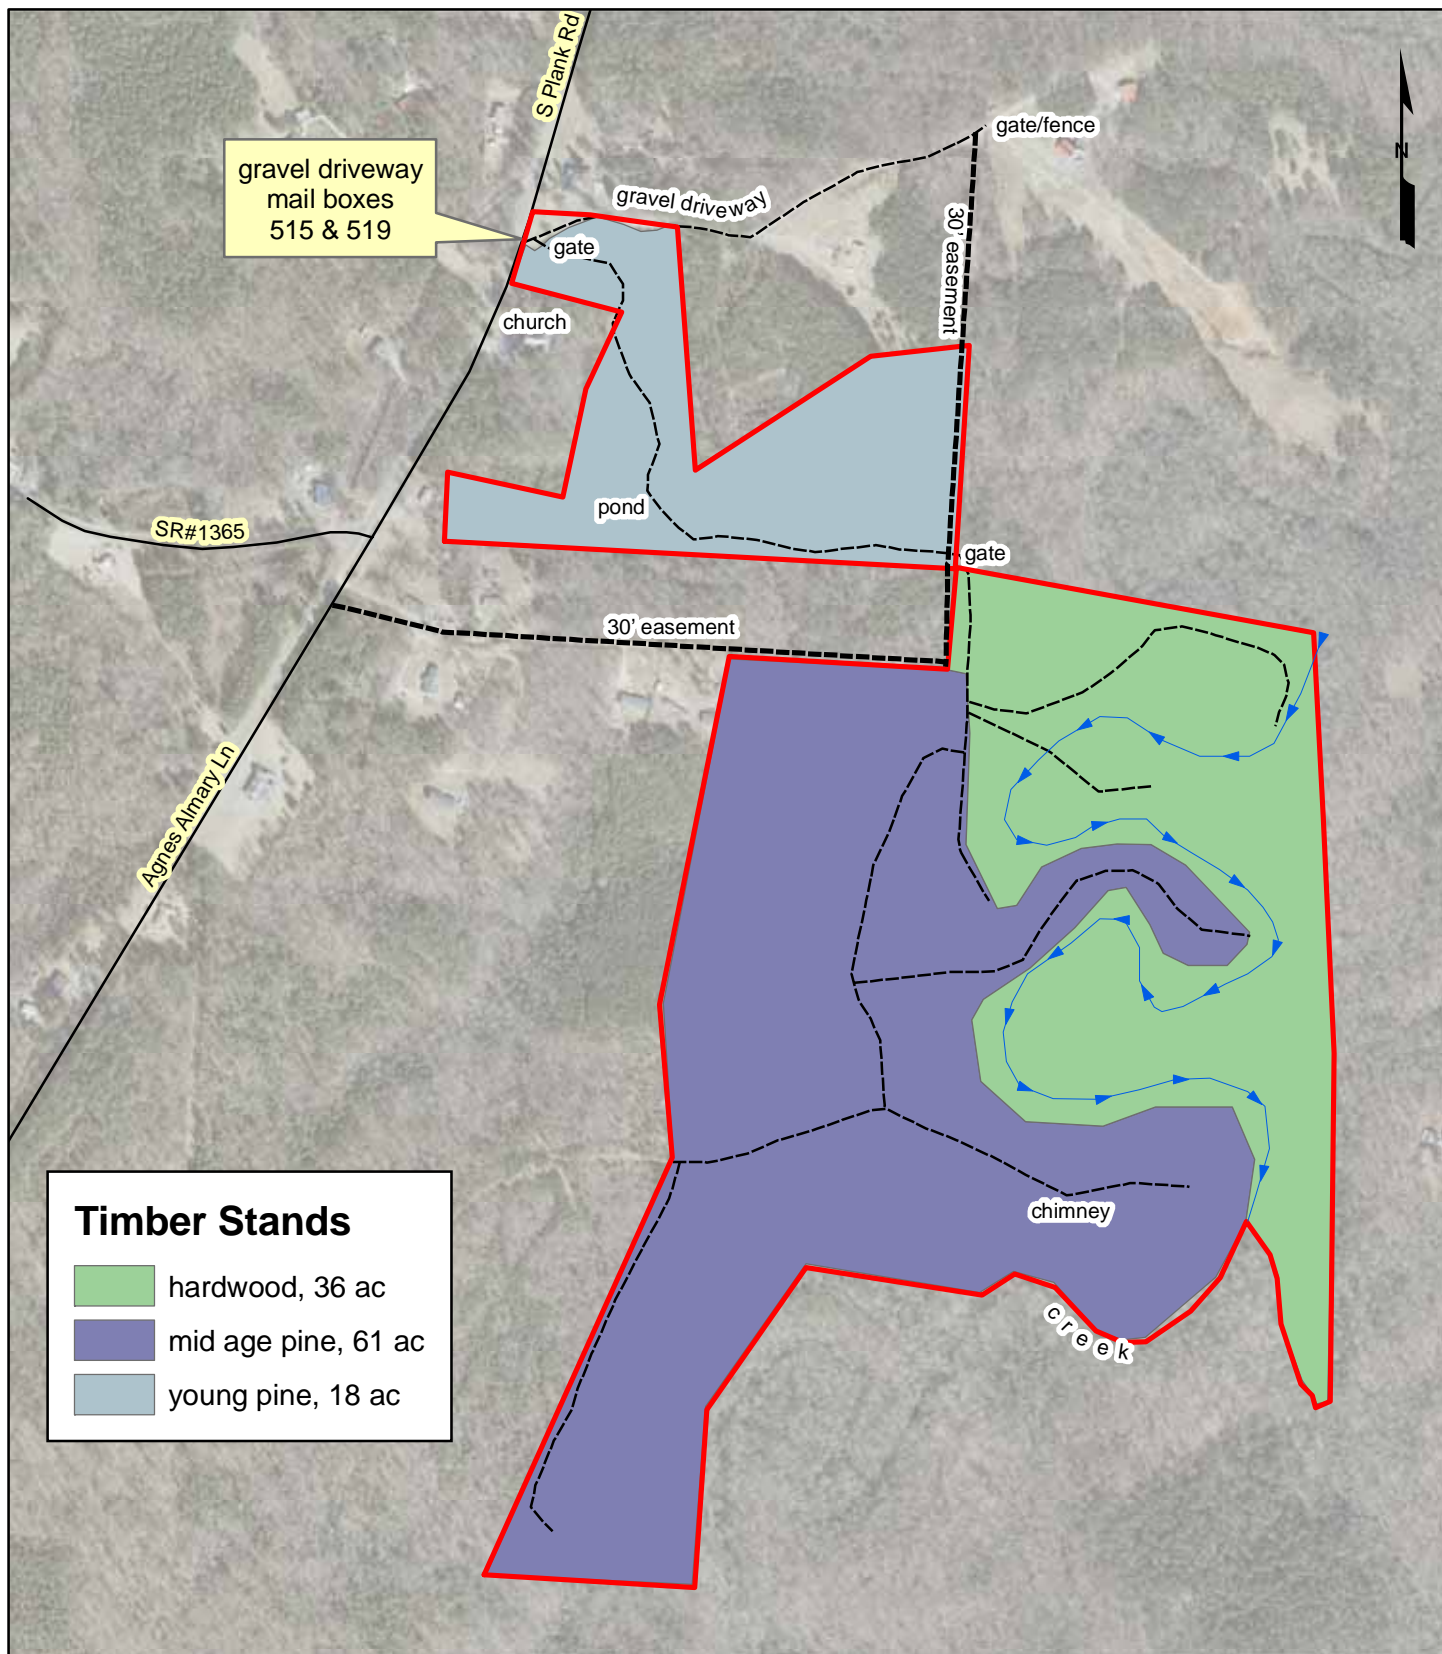 S Plank Rd
gate/fence
N
gravel driveway
mail boxes
515 & 519
gravel driveway
30' easement
gate
church
pond
SR#1365
gate
30' easement
Agnes Almary Ln
chimney
creek
Timber Stands
hardwood, 36 ac
mid age pine, 61 ac
young pine, 18 ac